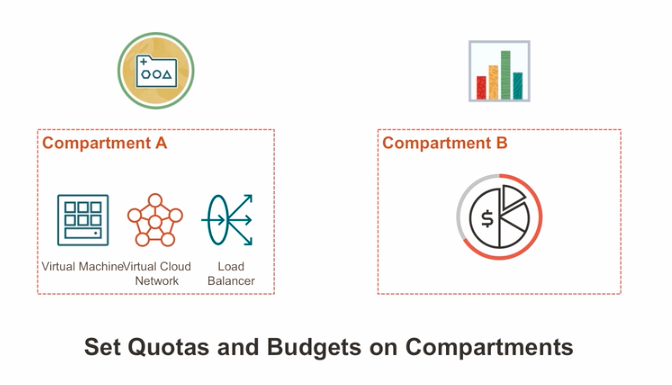 Compartment A
Compartment B
$
Virtual Machine
Virtual Cloud
Network
Load
Balancer
Set Quotas and Budgets on Compartments